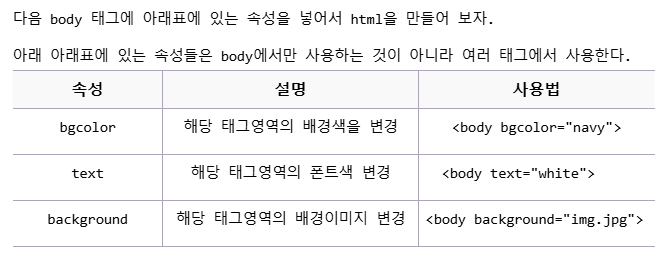 다음 body 태그에 아래표에 있는 속성을 넣어서 html을 만들어 보자.
아래 아래표에 있는 속성들은 body에서만 사용하는 것이 아니라 여러 태그에서 사용한다.
속성 설명 사용법
bgcolor 해당 태그영역의 배경색을 변경 <body bgcolor="navy">
text 해당 태그영역의 폰트색 변경 <body text="white">
background 해당 태그영역의 배경이미지 변경 <body background="img.jpg">